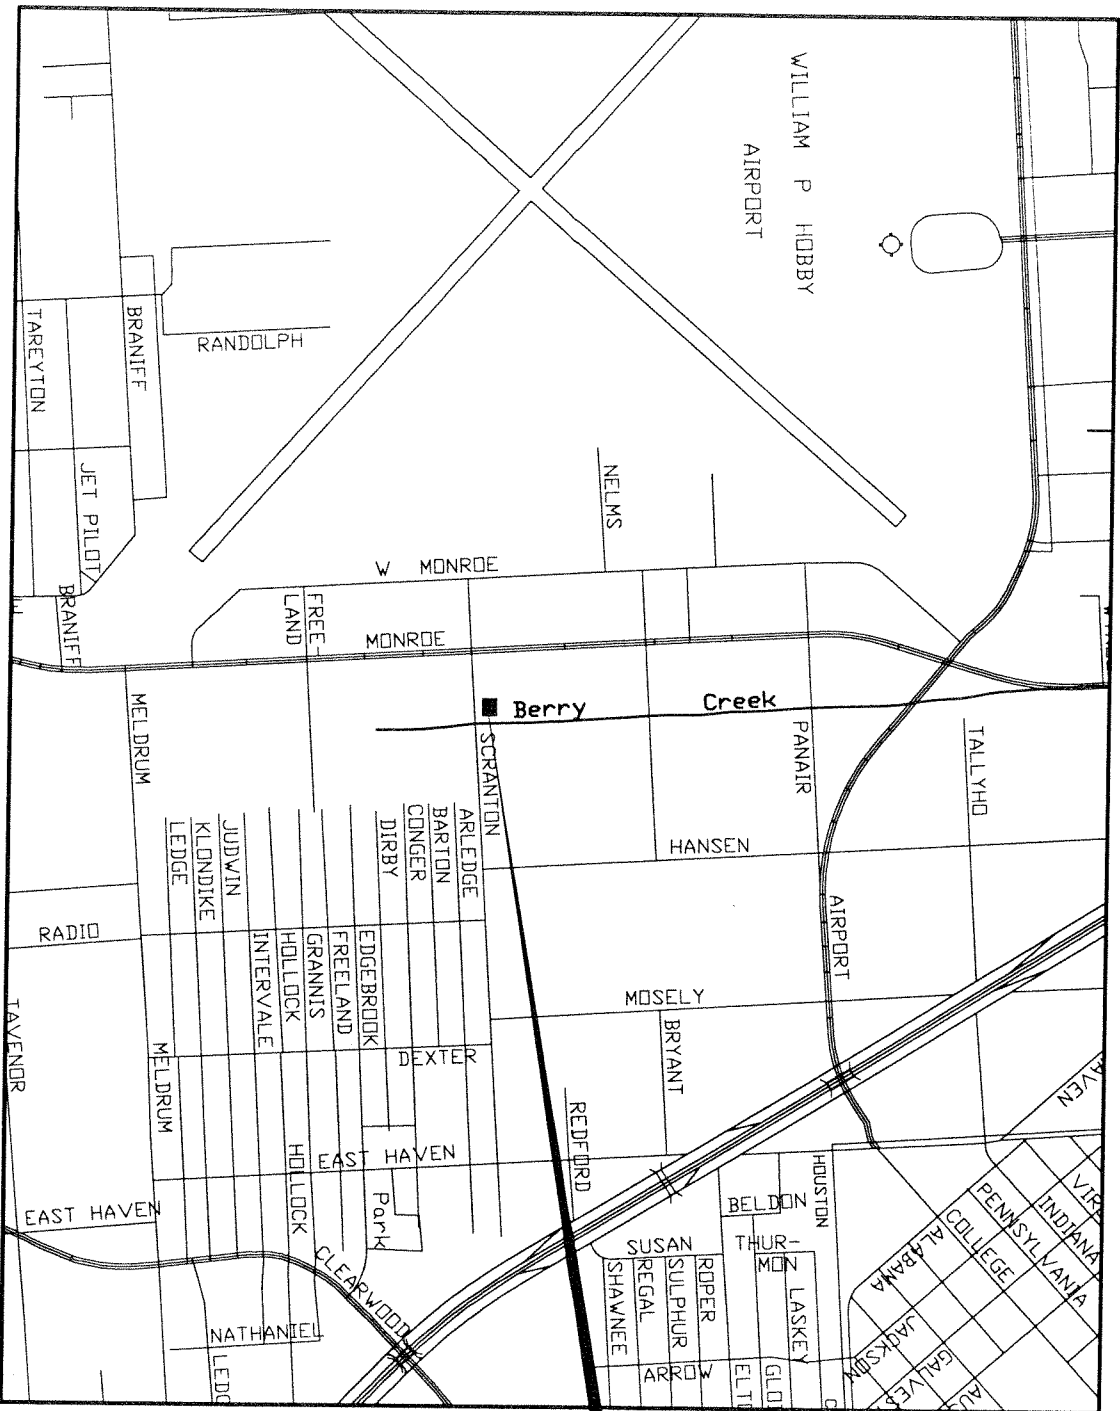 WILLIAM P HOBBY
AIRPORT
TAREYTON
BRANIFF
RANDOLPH
JET PILOT
NELMS
W MONROE
BRANIFF
FREE-
LAND
MONROE
MELDRUM
Berry Creek
SCRANTON
PANAIR
TALLYHO
HANSEN
ARLEDGE
BARTON
CONGER
DIRBY
JUDWIN
KLONDIKE
LEDGE
RADIO
EDGEBROOK
FREELAND
GRANNIS
HOLLOCK
INTERVALE
AIRPORT
MOSELY
BRYANT
DEXTER
TAVENOR
MELDRUM
REDFORD
HOLLOCK
EAST HAVEN
Park
EAST HAVEN
CLEARWOOD
NATHANIEL
HOUSTON
BELDON
THUR-
MON
LASKEY
SUSAN
SHAWNEE
REGAL
SULPHUR
ROPER
ARROW
AVEN
PENNSYLVANIA
INDIANA
COLLEGE
ALABANA
JACKSON